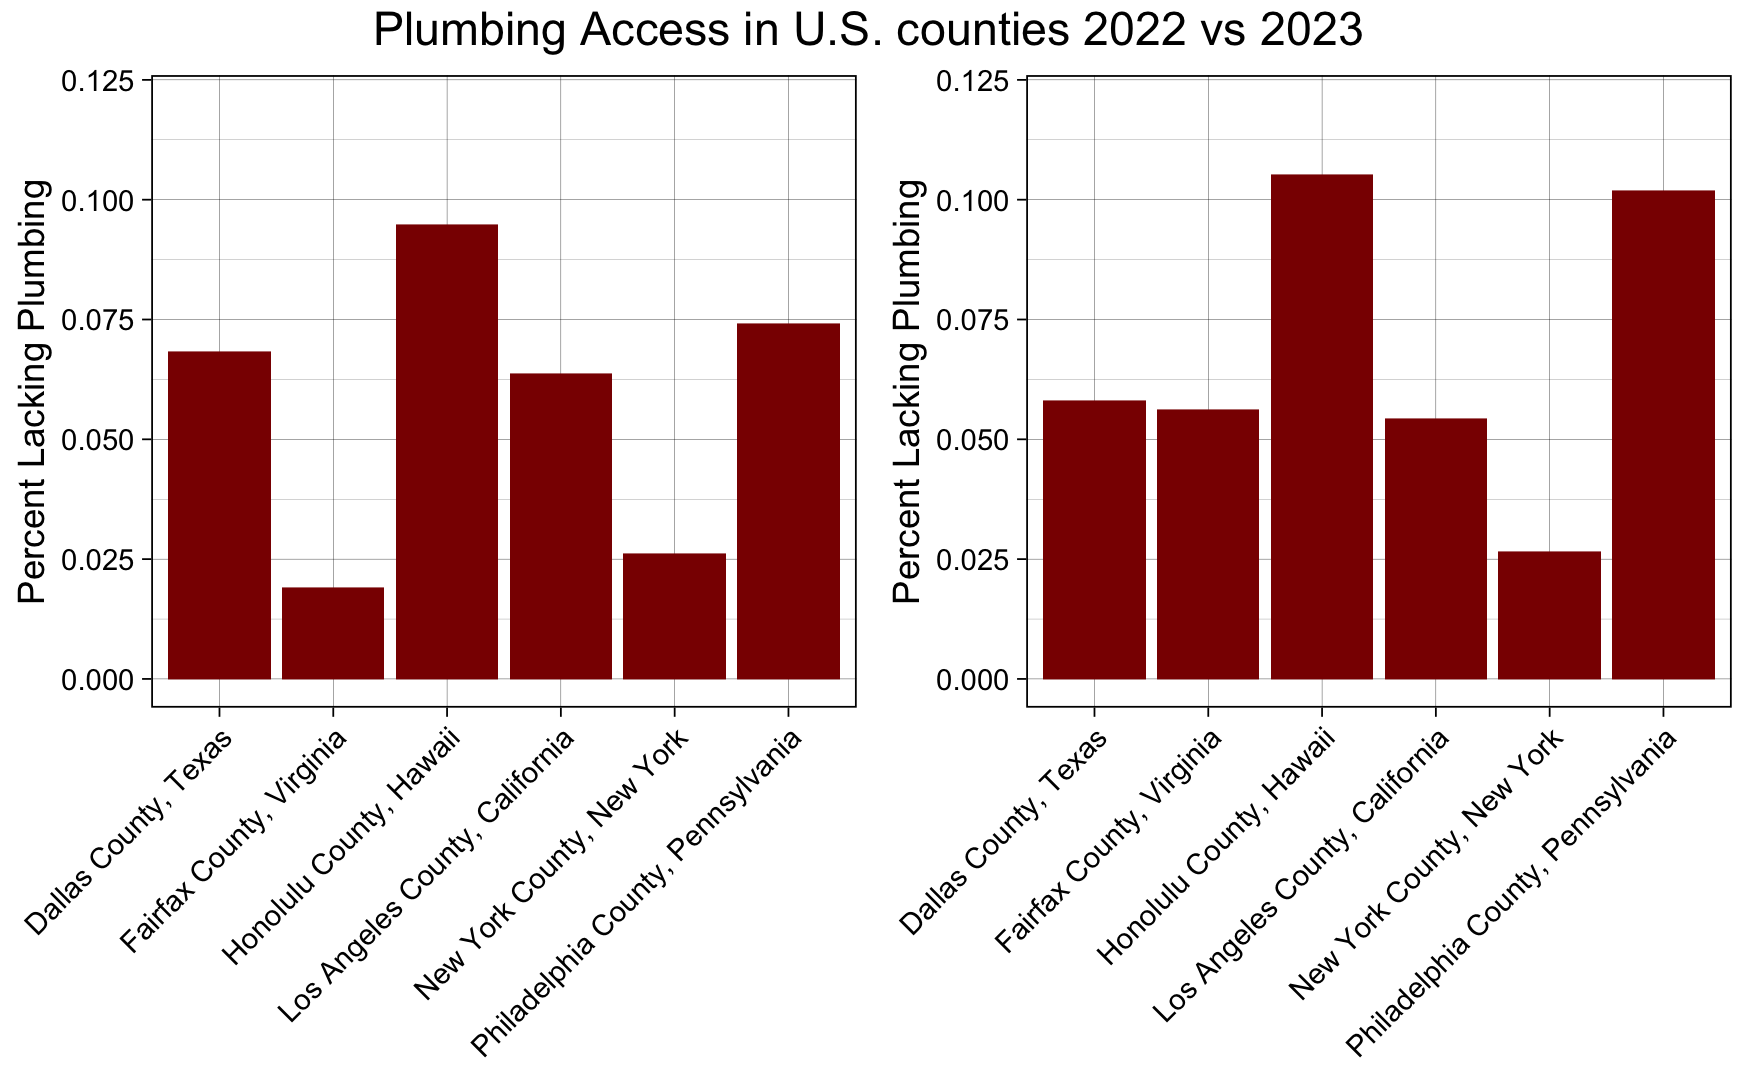 Plumbing Access in U.S. counties 2022 vs 2023
Percent Lacking Plumbing
0.125
0.100
0.075
0.050
0.025
0.000
Dallas County, Texas
Fairfax County, Virginia
Honolulu County, Hawaii
Los Angeles County, California
New York County, New York
Philadelphia County, Pennsylvania
Percent Lacking Plumbing
0.125
0.100
0.075
0.050
0.025
0.000
Dallas County, Texas
Fairfax County, Virginia
Honolulu County, Hawaii
Los Angeles County, California
New York County, New York
Philadelphia County, Pennsylvania